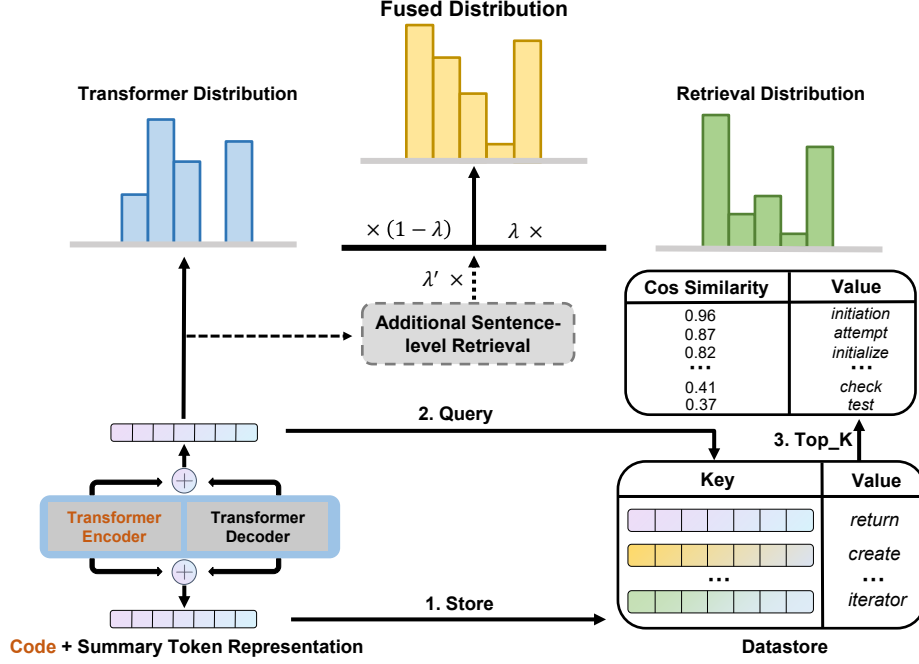 Fused Distribution
Transformer Distribution
Retrieval Distribution
× (1 − λ)
λ ×
λ′ ×
Additional Sentence-
level Retrieval
Cos Similarity Value
0.96 initiation
0.87 attempt
0.82 initialize
... ...
0.41 check
0.37 test
2. Query
3. Top_K
Key Value
return
create
... ...
iterator
Transformer
Encoder
Transformer
Decoder
+
+
1. Store
Code + Summary Token Representation
Datastore